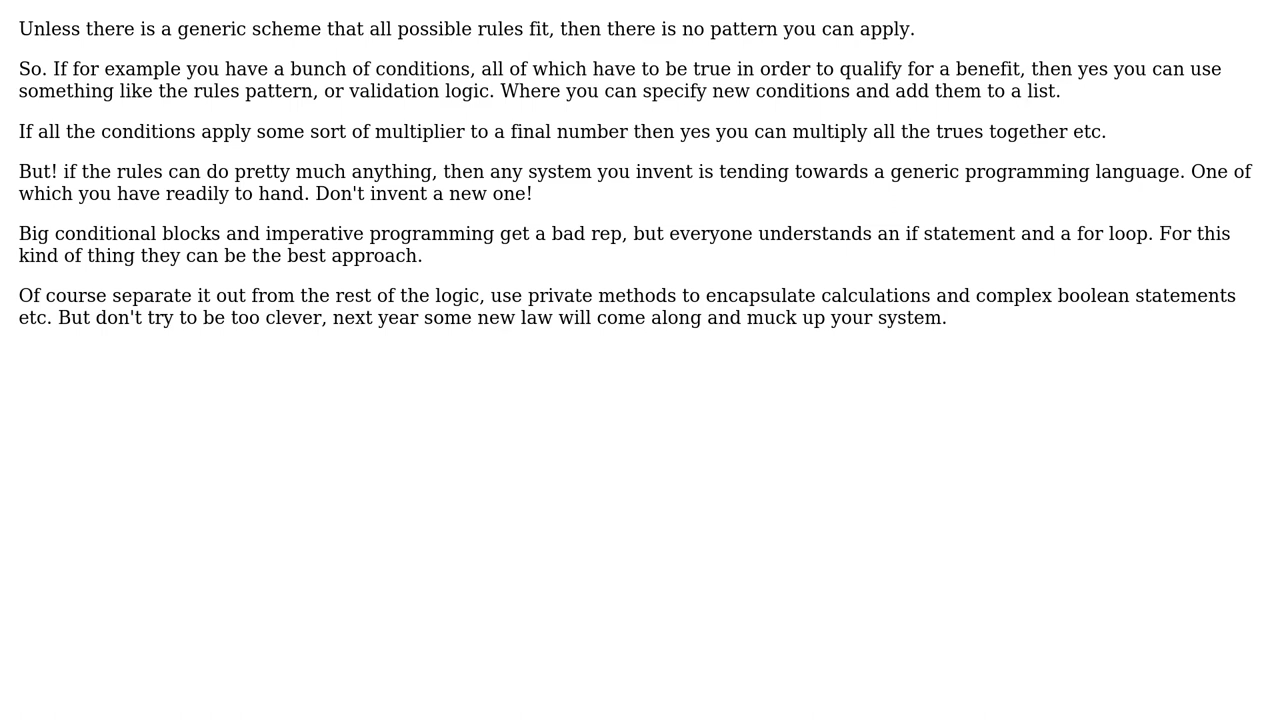 Unless there is a generic scheme that all possible rules fit, then there is no pattern you can apply.
So. If for example you have a bunch of conditions, all of which have to be true in order to qualify for a benefit, then yes you can use
something like the rules pattern, or validation logic. Where you can specify new conditions and add them to a list.
If all the conditions apply some sort of multiplier to a final number then yes you can multiply all the trues together etc.
But! if the rules can do pretty much anything, then any system you invent is tending towards a generic programming language. One of
which you have readily to hand. Don't invent a new one!
Big conditional blocks and imperative programming get a bad rep, but everyone understands an if statement and a for loop. For this
kind of thing they can be the best approach.
Of course separate it out from the rest of the logic, use private methods to encapsulate calculations and complex boolean statements
etc. But don't try to be too clever, next year some new law will come along and muck up your system.